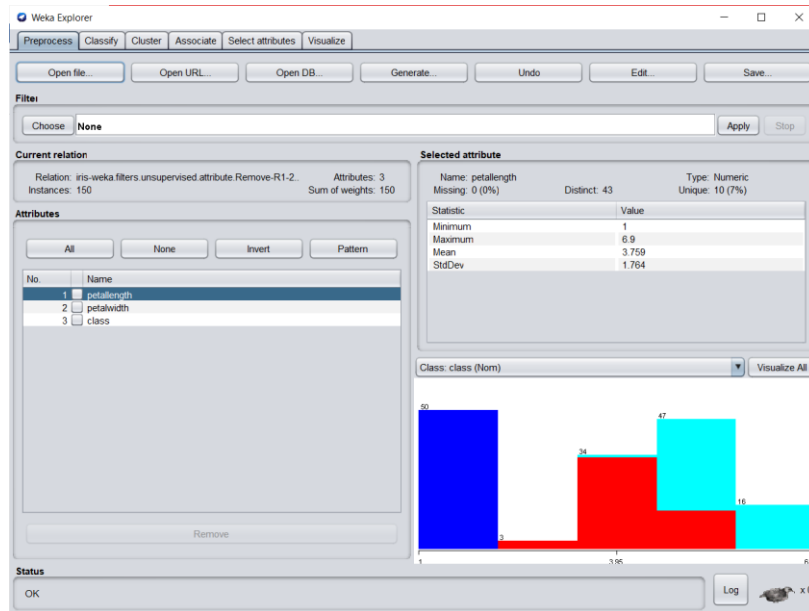 Weka Explorer
Preprocess Classify Cluster Associate Select attributes Visualize
Open file... Open URL... Open DB... Generate... Undo Edit... Save...
Filter
Choose None Apply Stop
Current relation
Relation: iris-weka.filters.unsupervised.attribute.Remove-R1-2.. Attributes: 3
Instances: 150 Sum of weights: 150
Attributes
All None Invert Pattern
No. Name
1 petallength
2 petalwidth
3 class
Remove
Selected attribute
Name: petallength Type: Numeric
Missing: 0 (0%) Distinct: 43 Unique: 10 (7%)
Statistic Value
Minimum 1
Maximum 6.9
Mean 3.759
StdDev 1.764
Class: class (Nom) Visualize All
50
3
34
47
16
1 3.95 6
Status
OK
Log x